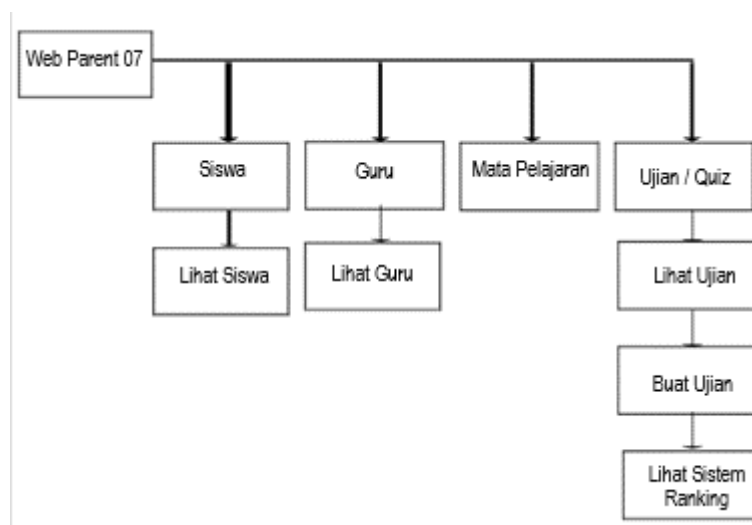 Web Parent 07
Siswa
Guru
Mata Pelajaran
Ujian / Quiz
Lihat Siswa
Lihat Guru
Lihat Ujian
Buat Ujian
Lihat Sistem
Ranking